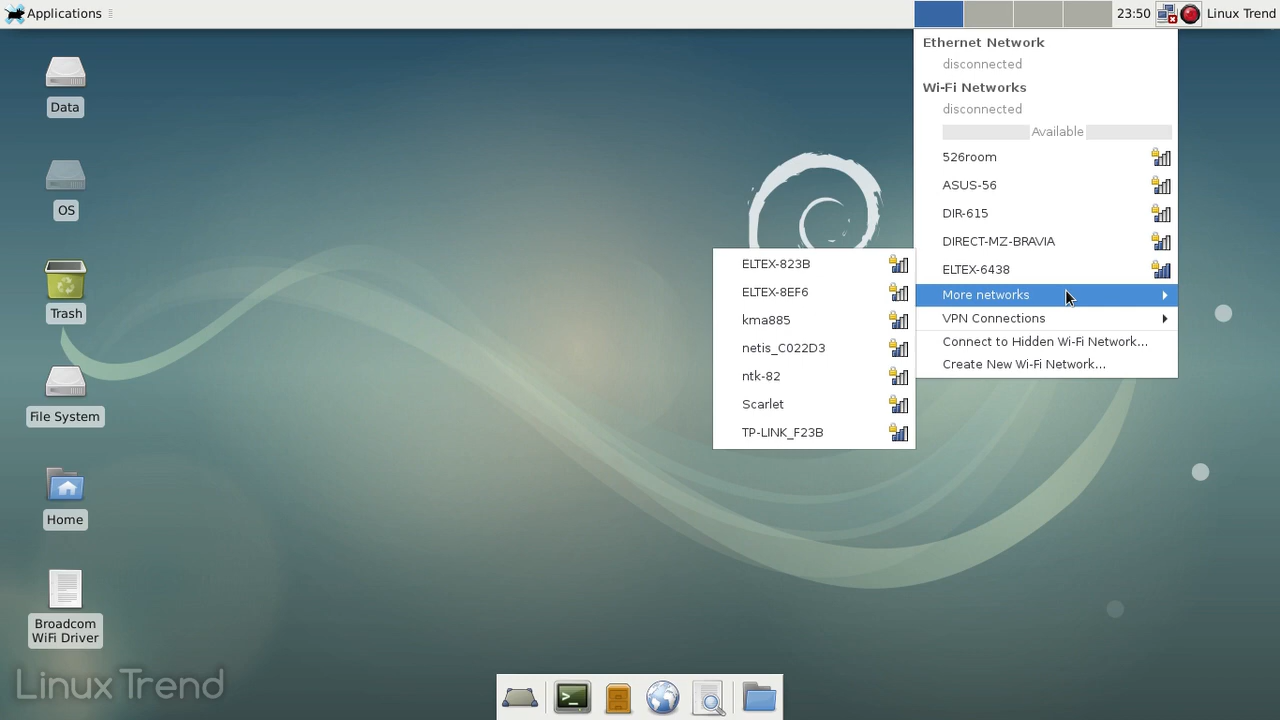 Applications
23:50
Linux Trend
Ethernet Network
disconnected
Wi-Fi Networks
disconnected
Available
526room
ASUS-56
DIR-615
DIRECT-MZ-BRAVIA
ELTEX-6438
More networks
VPN Connections
Connect to Hidden Wi-Fi Network...
Create New Wi-Fi Network...
ELTEX-823B
ELTEX-8EF6
kma885
netis_C022D3
ntk-82
Scarlet
TP-LINK_F23B
Data
OS
Trash
File System
Home
Broadcom
WiFi Driver
Linux Trend